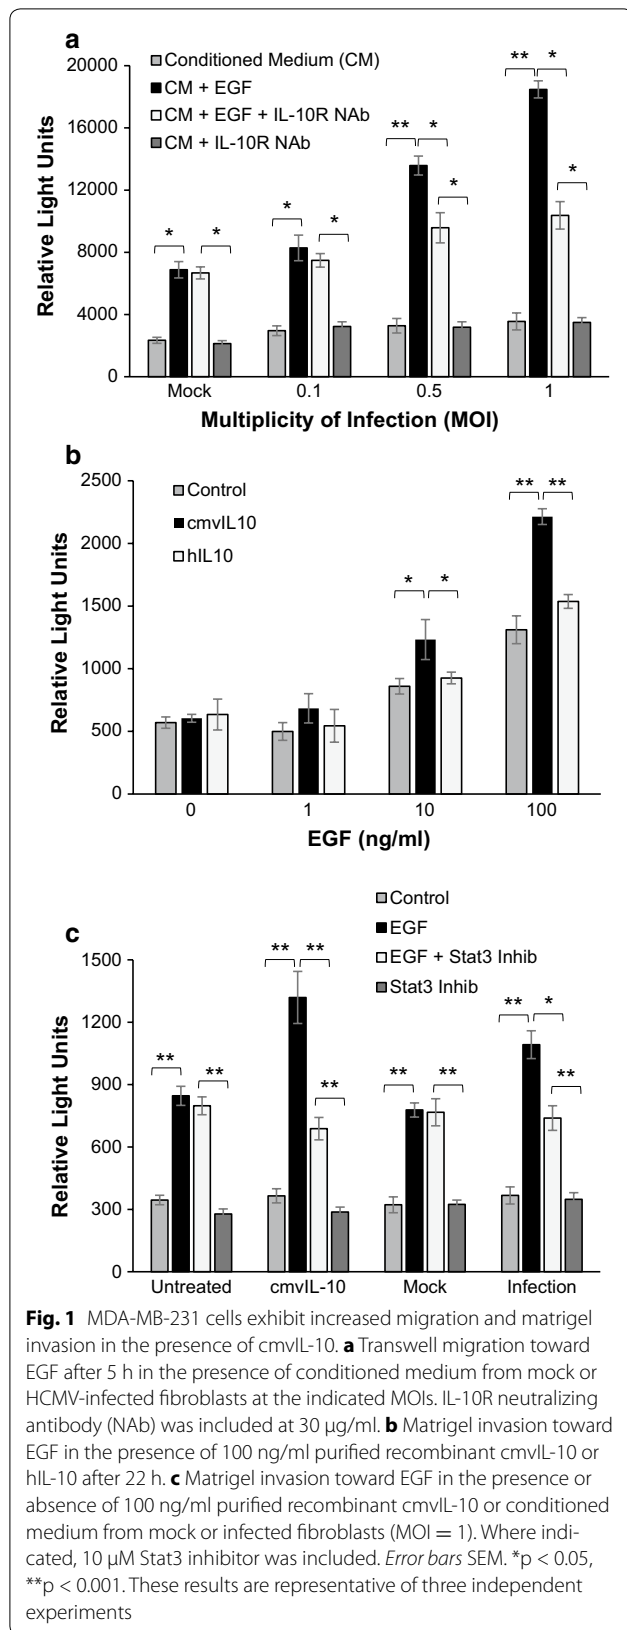 a
Conditioned Medium (CM)
CM + EGF
CM + EGF + IL-10R NAb
CM + IL-10R NAb
20000
16000
12000
8000
4000
0
Relative Light Units
** *
** * *
* *
* *
*
Mock 0.1 0.5 1
Multiplicity of Infection (MOI)
b
Control
cmvIL10
hIL10
2500
2000
1500
1000
500
0
Relative Light Units
** **
* *
0 1 10 100
EGF (ng/ml)
c
Control
EGF
EGF + Stat3 Inhib
Stat3 Inhib
1500
1200
900
600
300
0
Relative Light Units
** **
** *
** ** ** ** ** **
Untreated cmvIL-10 Mock Infection
Fig. 1 MDA-MB-231 cells exhibit increased migration and matrigel
invasion in the presence of cmvIL-10. a Transwell migration toward
EGF after 5 h in the presence of conditioned medium from mock or
HCMV-infected fibroblasts at the indicated MOIs. IL-10R neutralizing
antibody (NAb) was included at 30 μg/ml. b Matrigel invasion toward
EGF in the presence of 100 ng/ml purified recombinant cmvIL-10 or
hIL-10 after 22 h. c Matrigel invasion toward EGF in the presence or
absence of 100 ng/ml purified recombinant cmvIL-10 or conditioned
medium from mock or infected fibroblasts (MOI = 1). Where indi-
cated, 10 μM Stat3 inhibitor was included. Error bars SEM. *p < 0.05,
**p < 0.001. These results are representative of three independent
experiments